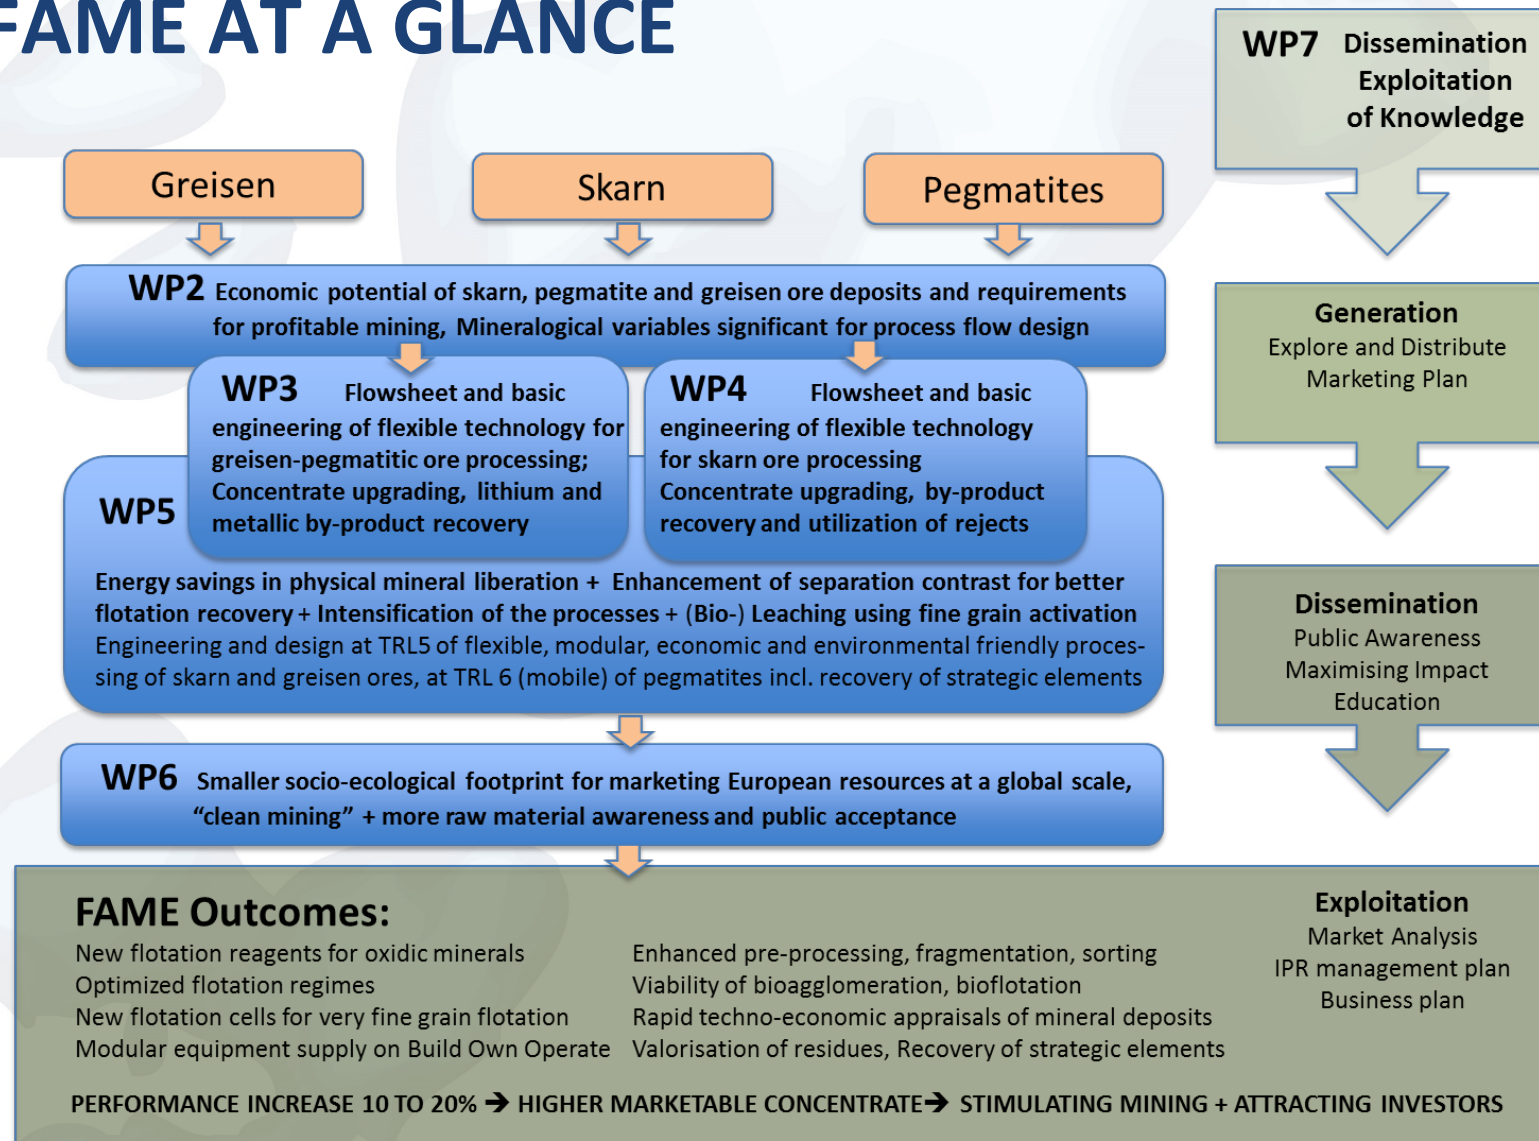 FAME AT A GLANCE
WP7 Dissemination
Exploitation
of Knowledge
Greisen
Skarn
Pegmatites
WP2 Economic potential of skarn, pegmatite and greisen ore deposits and requirements
for profitable mining, Mineralogical variables significant for process flow design
WP3 Flowsheet and basic
engineering of flexible technology for
greisen-pegmatitic ore processing;
Concentrate upgrading, lithium and
metallic by-product recovery
WP4 Flowsheet and basic
engineering of flexible technology
for skarn ore processing
Concentrate upgrading, by-product
recovery and utilization of rejects
WP5
Energy savings in physical mineral liberation + Enhancement of separation contrast for better
flotation recovery + Intensification of the processes + (Bio-) Leaching using fine grain activation
Engineering and design at TRL5 of flexible, modular, economic and environmental friendly proces-
sing of skarn and greisen ores, at TRL 6 (mobile) of pegmatites incl. recovery of strategic elements
WP6 Smaller socio-ecological footprint for marketing European resources at a global scale,
“clean mining” + more raw material awareness and public acceptance
Generation
Explore and Distribute
Marketing Plan
Dissemination
Public Awareness
Maximising Impact
Education
FAME Outcomes:
New flotation reagents for oxidic minerals
Optimized flotation regimes
New flotation cells for very fine grain flotation
Modular equipment supply on Build Own Operate
Enhanced pre-processing, fragmentation, sorting
Viability of bioagglomeration, bioflotation
Rapid techno-economic appraisals of mineral deposits
Valorisation of residues, Recovery of strategic elements
Exploitation
Market Analysis
IPR management plan
Business plan
PERFORMANCE INCREASE 10 TO 20% ➔ HIGHER MARKETABLE CONCENTRATE➔ STIMULATING MINING + ATTRACTING INVESTORS